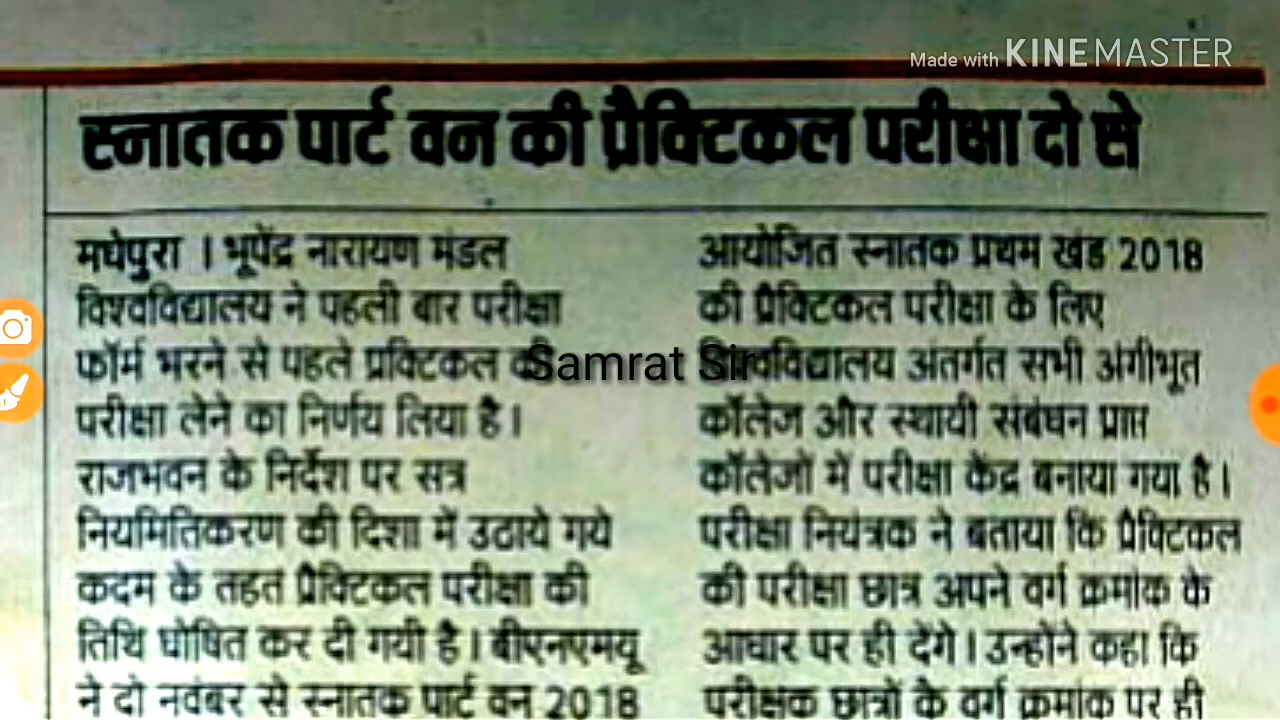 Made with KINEMASTER
स्नातक पार्ट वन की प्रैक्टिकल परीक्षा दो से
मधेपुरा । भूपेंद्र नारायण मंडल
विश्वविद्यालय ने पहली बार परीक्षा
फॉर्म भरने से पहले प्रक्टिकल की
परीक्षा लेने का निर्णय लिया है।
राजभवन के निर्देश पर सत्र
नियमितिकरण की दिशा में उठाये गये
कदम के तहत प्रैक्टिकल परीक्षा की
तिथि घोषित कर दी गयी है। बीएनएमयू
ने दो नवंबर से स्नातक पार्ट वन 2018
Samrat Sir
आयोजित स्नातक प्रथम खंड 2018
की प्रैक्टिकल परीक्षा के लिए
विश्वविद्यालय अंतर्गत सभी अंगीभूत
कॉलेज और स्थायी संबंधन प्राप्त
कॉलेजों में परीक्षा केंद्र बनाया गया है।
परीक्षा नियंत्रक ने बताया कि प्रैक्टिकल
की परीक्षा छात्र अपने वर्ग क्रमांक के
आधार पर ही देंगे। उन्होंने कहा कि
परीक्षक छात्रों के वर्ग क्रमांक पर ही